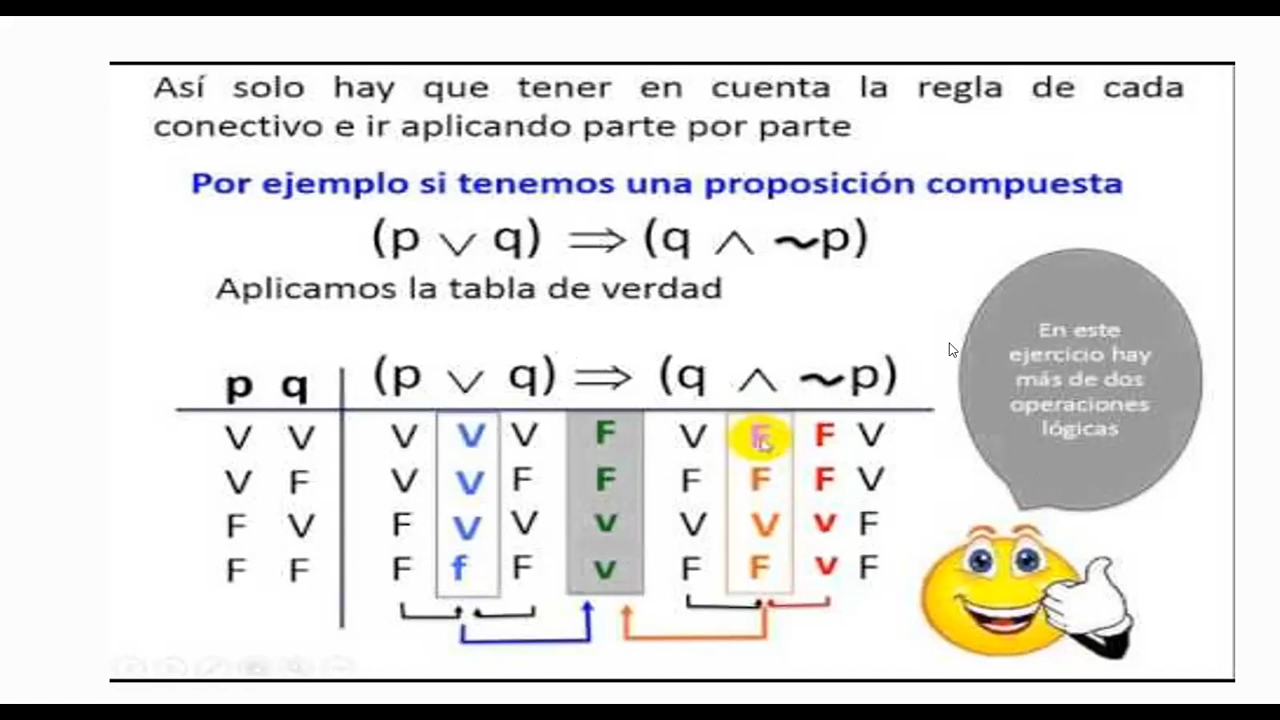 Así solo hay que tener en cuenta la regla de cada
conectivo e ir aplicando parte por parte
Por ejemplo si tenemos una proposición compuesta
(p ∨ q) ⇒ (q ∧ ~p)
Aplicamos la tabla de verdad
En este
ejercicio hay
más de dos
operaciones
lógicas
p q (p ∨ q) ⇒ (q ∧ ~p)
V V V V V F V F F V
V F V V F F F F F V
F V F V V v V V v F
F F F f F v F F v F